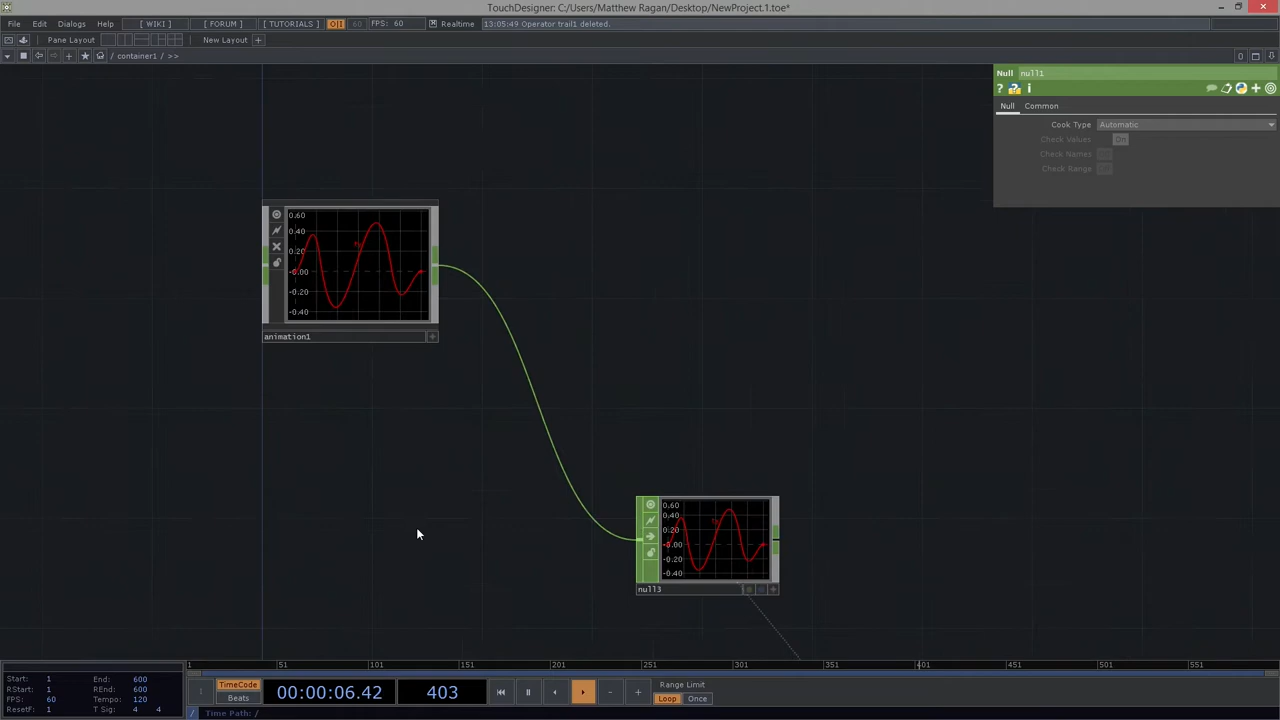 TouchDesigner: C:/Users/Matthew Ragan/Desktop/NewProject.1.toe*
File Edit Dialogs Help [ WIKI ] [ FORUM ] [ TUTORIALS ] O|I 60 FPS: 60 Realtime 13:05:49 Operator trail1 deleted.
Pane Layout New Layout +
/ container1 / >> 0
Null null1
? i
Null Common
Cook Type Automatic
Check Values On
Check Names
Check Range
0.60
0.40
0.20
-0.00
-0.20
-0.40
animation1
0.60
0.40
0.20
-0.00
-0.20
-0.40
null3
1 51 101 151 201 251 301 351 401 451 501 551
Start: 1 End: 600
RStart: 1 REnd: 600
FPS: 60 Tempo: 120
ResetF: 1 T Sig: 4 4
TimeCode
Beats
00:00:06.42 403
Range Limit
Loop Once
/ Time Path: /